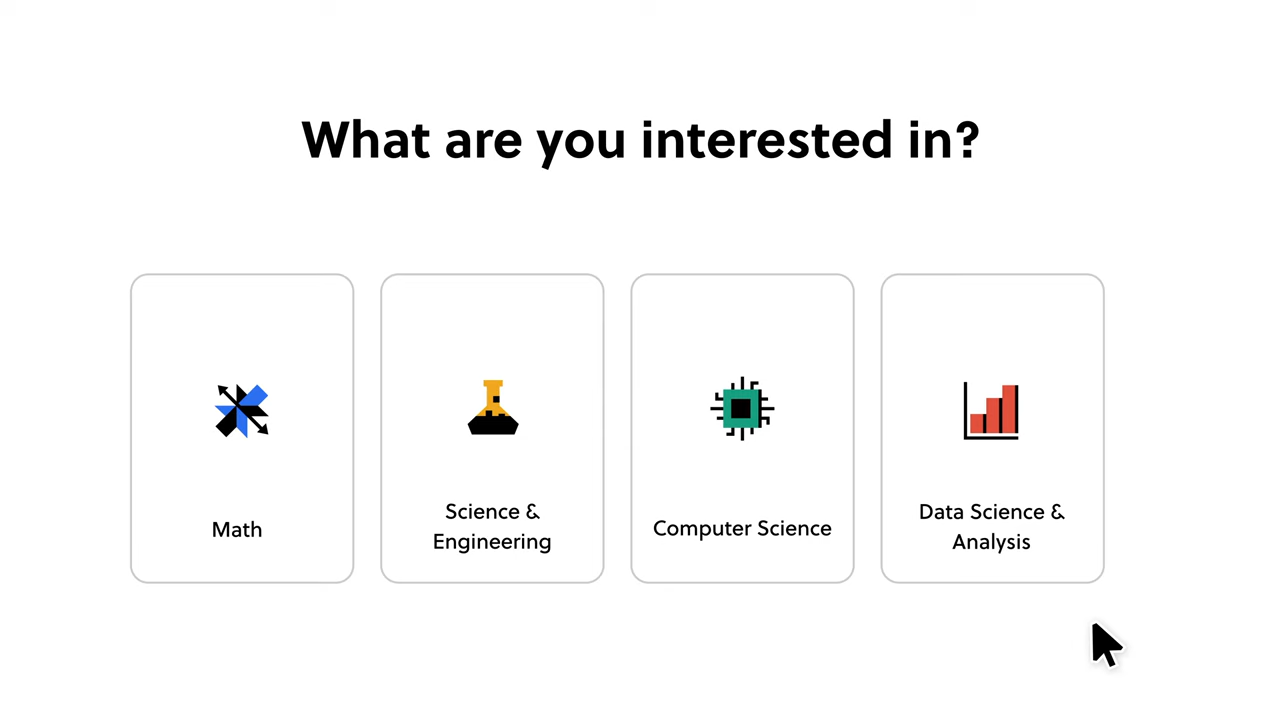 What are you interested in?
Math
Science &
Engineering
Computer Science
Data Science &
Analysis